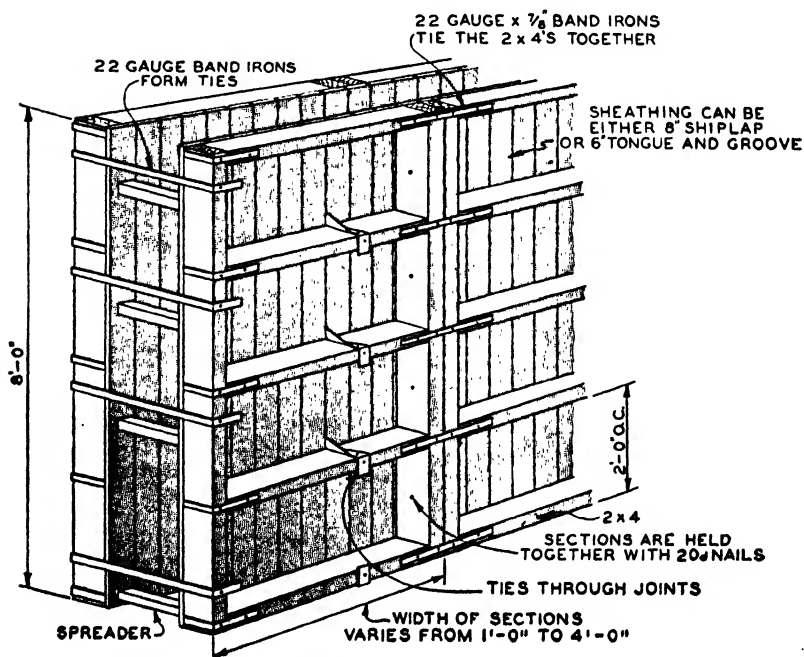 22 GAUGE x 7/8" BAND IRONS
TIE THE 2 x 4'S TOGETHER
22 GAUGE BAND IRONS
FORM TIES
SHEATHING CAN BE
EITHER 8" SHIPLAP
OR 6" TONGUE AND GROOVE
8'-0"
2'-0" O.C.
2 x 4
SECTIONS ARE HELD
TOGETHER WITH 20d NAILS
TIES THROUGH JOINTS
SPREADER
WIDTH OF SECTIONS
VARIES FROM 1'-0" TO 4'-0"